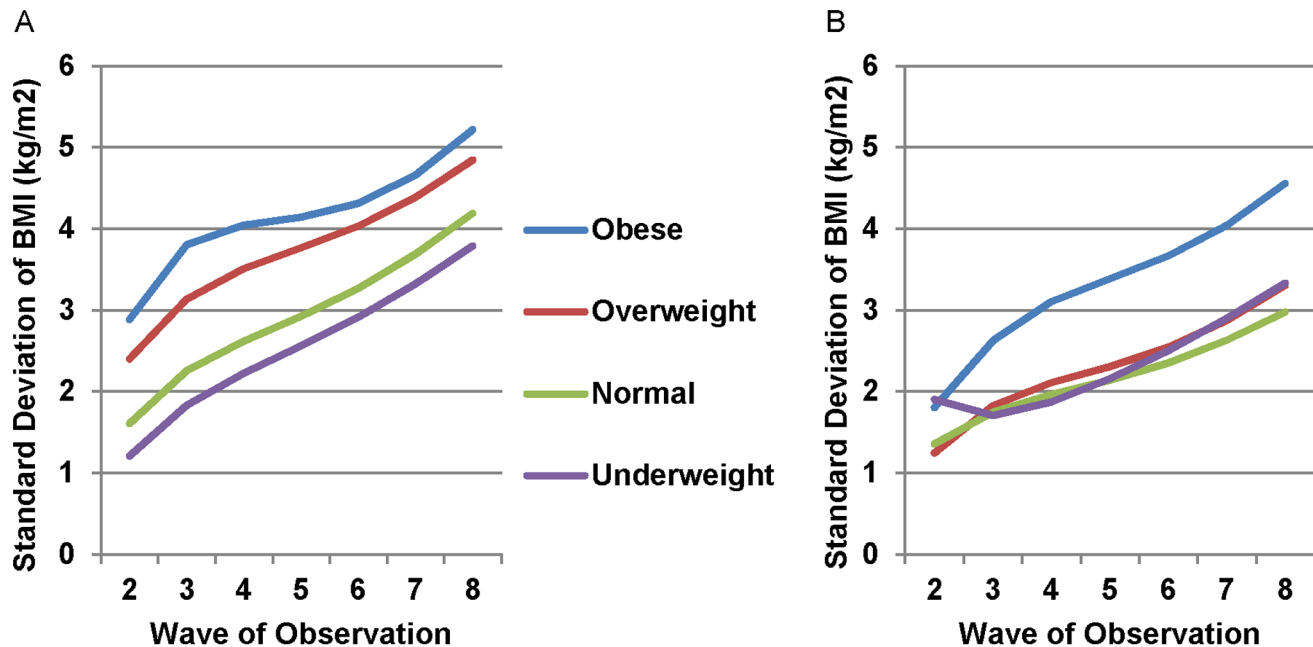 A
Standard Deviation of BMI (kg/m2)
6
5
4
3
2
1
0
2 3 4 5 6 7 8
Wave of Observation
Obese
Overweight
Normal
Underweight
B
Standard Deviation of BMI (kg/m2)
6
5
4
3
2
1
0
2 3 4 5 6 7 8
Wave of Observation